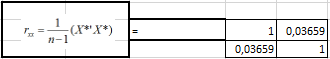 r_xx = 1/(n-1) (X*'X*) = 1 0,03659
0,03659 1